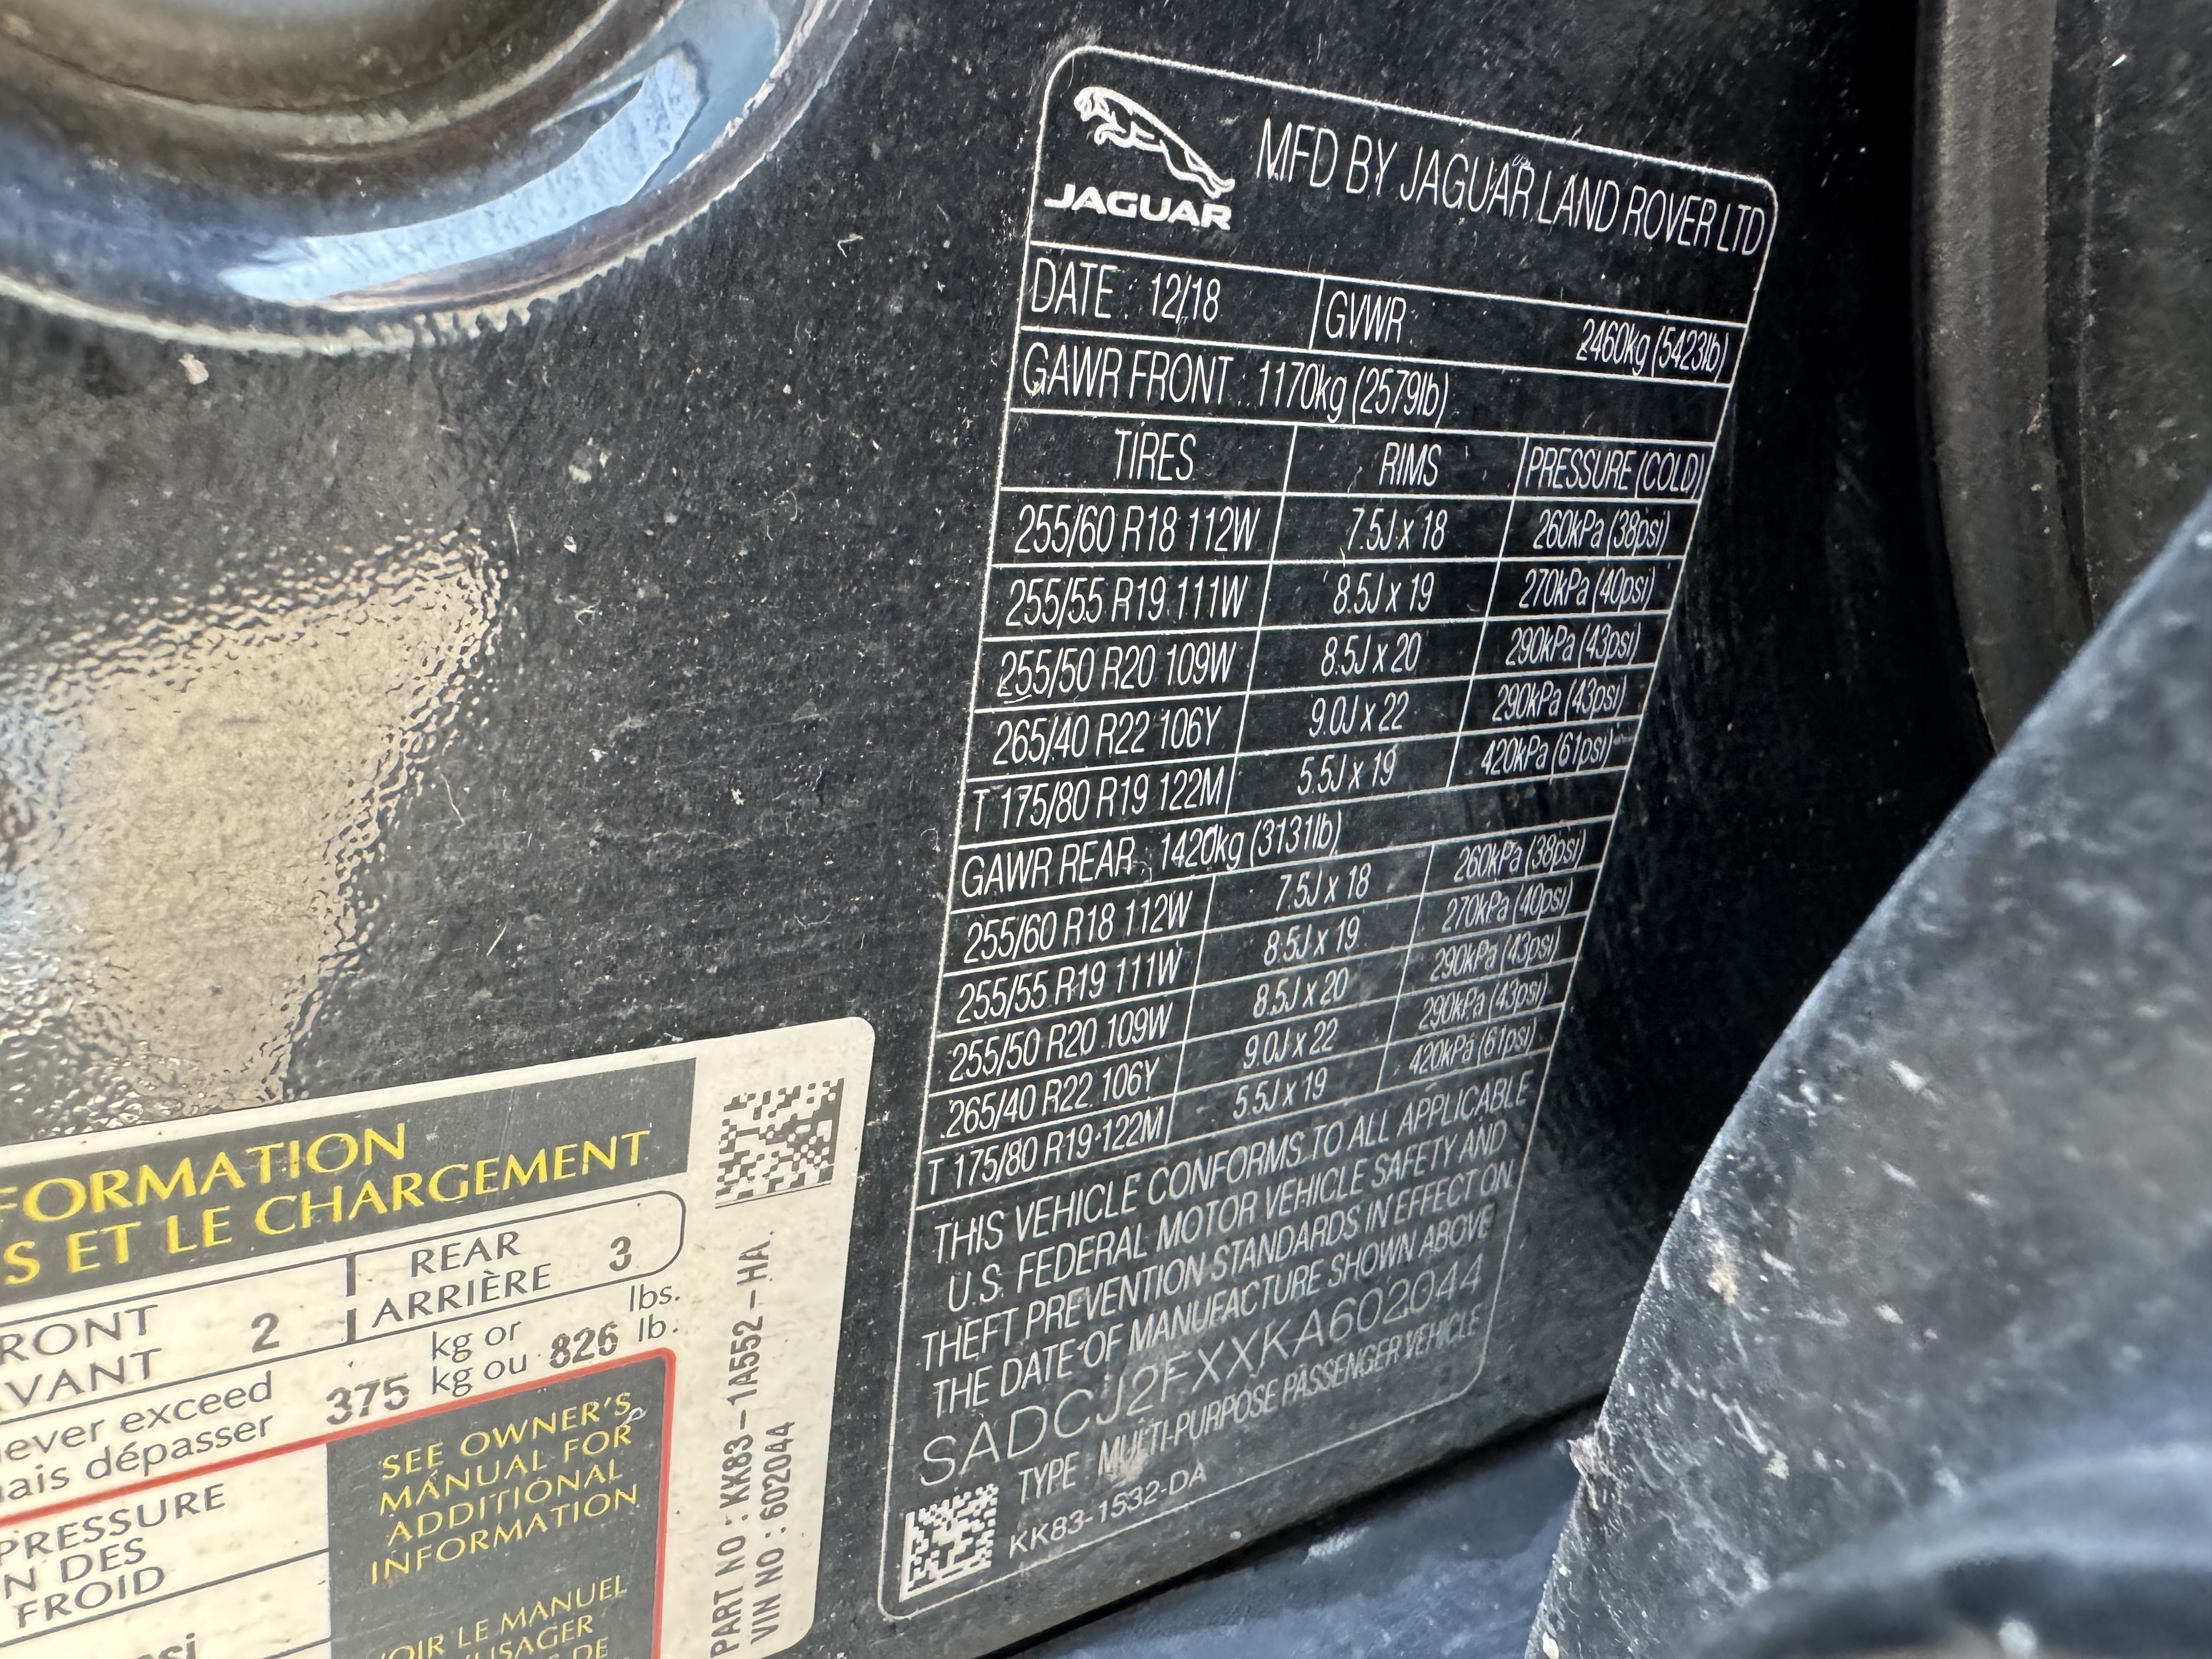 JAGUAR
MFD BY JAGUAR LAND ROVER LTD
DATE : 12/18 GVWR : 2460kg (5423lb)
GAWR FRONT : 1170kg (2579lb)
TIRES RIMS PRESSURE (COLD)
255/60 R18 112W 7.5J x 18 260kPa (38psi)
255/55 R19 111W 8.5J x 19 270kPa (40psi)
255/50 R20 109W 8.5J x 20 290kPa (43psi)
265/40 R22 106Y 9.0J x 22 290kPa (43psi)
T 175/80 R19 122M 5.5J x 19 420kPa (61psi)
GAWR REAR : 1420kg (3131lb)
255/60 R18 112W 7.5J x 18 260kPa (38psi)
255/55 R19 111W 8.5J x 19 270kPa (40psi)
255/50 R20 109W 8.5J x 20 290kPa (43psi)
265/40 R22 106Y 9.0J x 22 290kPa (43psi)
T 175/80 R19 122M 5.5J x 19 420kPa (61psi)
THIS VEHICLE CONFORMS TO ALL APPLICABLE
U.S. FEDERAL MOTOR VEHICLE SAFETY AND
THEFT PREVENTION STANDARDS IN EFFECT ON
THE DATE OF MANUFACTURE SHOWN ABOVE
SADCJ2FXXKA602044
TYPE : MULTI-PURPOSE PASSENGER VEHICLE
KK83-1532-DA
FORMATION
S ET LE CHARGEMENT
RONT
VANT 2
REAR
ARRIÈRE 3
never exceed 375 kg or 826 lbs.
mais dépasser kg ou lb.
PRESSURE
N DES
FROID
psi
SEE OWNER'S
MANUAL FOR
ADDITIONAL
INFORMATION
VOIR LE MANUEL
L'USAGER
DE
PART NO : KK83-1A552-HA
VIN NO : 602044